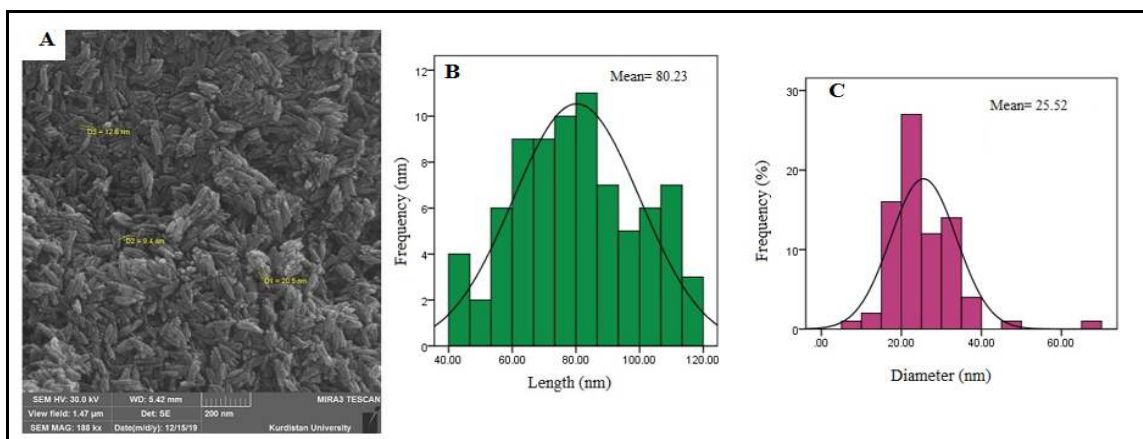 A
D3 = 12.6 nm
D2 = 9.4 nm
D1 = 20.5 nm
SEM HV: 30.0 kV WD: 5.42 mm MIRA3 TESCAN
View field: 1.47 µm Det: SE 200 nm
SEM MAG: 188 kx Date(m/d/y): 12/15/19 Kurdistan University
B
Mean= 80.23
Frequency (nm)
12
10
8
6
4
2
0
40.00 60.00 80.00 100.00 120.00
Length (nm)
C
Mean= 25.52
Frequency (%)
30
20
10
0
.00 20.00 40.00 60.00
Diameter (nm)